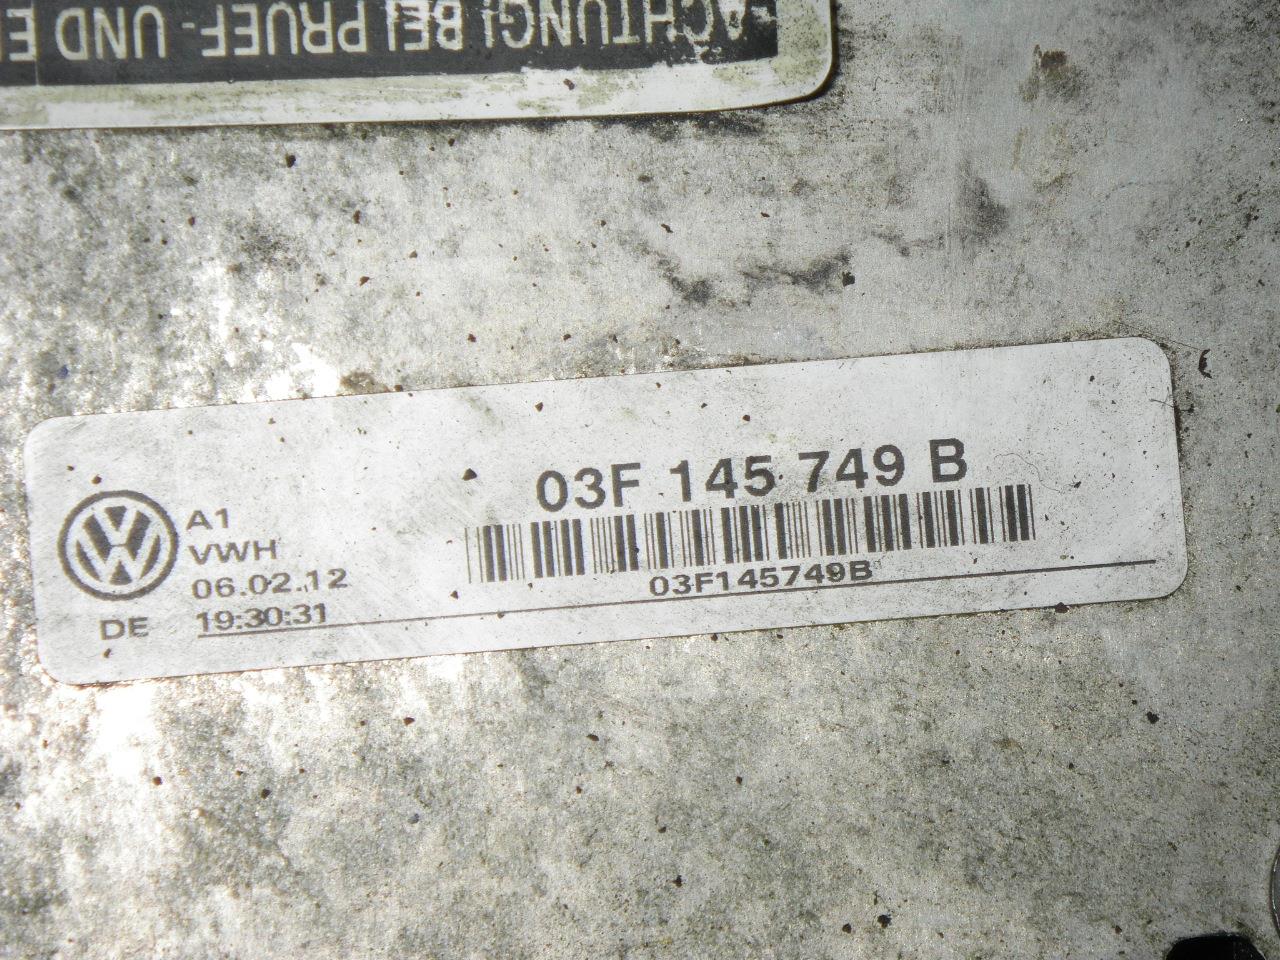 ACHTUNG! BEI PRUEF- UND
03F 145 749 B
A1
VWH
06.02.12
03F145749B
DE 19:30:31